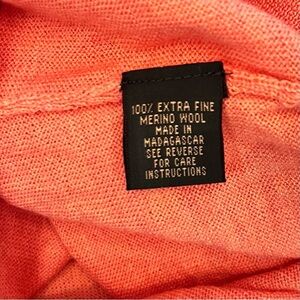 100% EXTRA FINE
MERINO WOOL
MADE IN
MADAGASCAR
SEE REVERSE
FOR CARE
INSTRUCTIONS